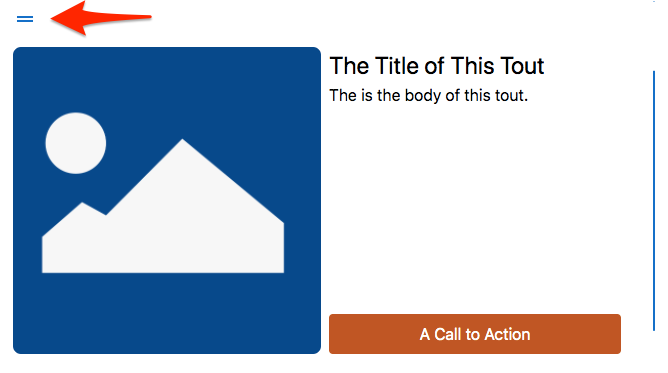 The Title of This Tout
The is the body of this tout.
A Call to Action